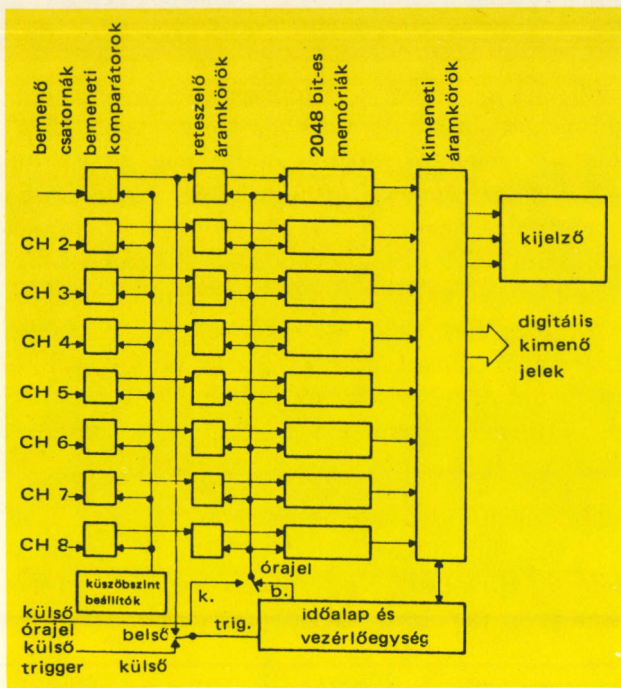 bemenő
csatornák
bemeneti
komparátorok
reteszelő
áramkörök
2048 bit-es
memóriák
kimeneti
áramkörök
kijelző
CH 2
CH 3
digitális
kimenő
jelek
CH 4
CH 5
CH 6
CH 7
CH 8
küszöbszint
beállítók
órajel
k.
b.
külső
órajel
belső
trig.
időalap és
vezérlőegység
külső
trigger
külső